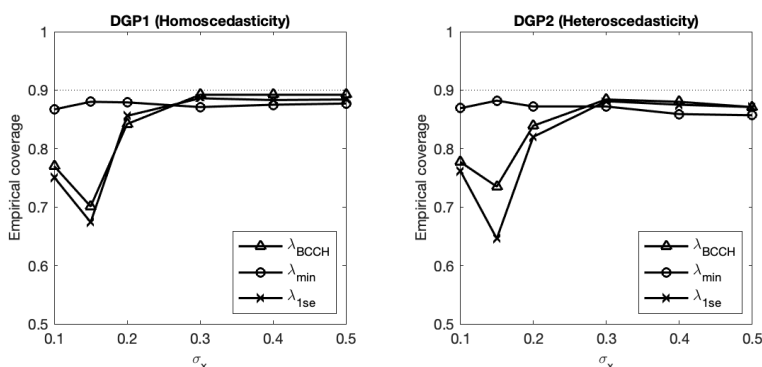 DGP1 (Homoscedasticity)
1
0.9
0.8
0.7
0.6
0.5
Empirical coverage
λBCCH
λmin
λ1se
0.1 0.2 0.3 0.4 0.5
σx
DGP2 (Heteroscedasticity)
1
0.9
0.8
0.7
0.6
0.5
Empirical coverage
λBCCH
λmin
λ1se
0.1 0.2 0.3 0.4 0.5
σx